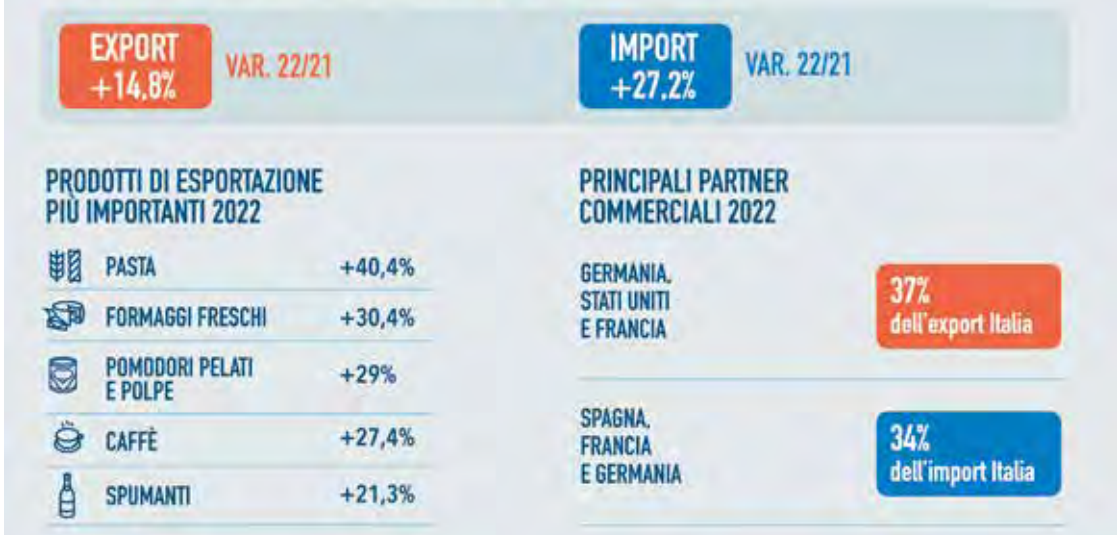 EXPORT
+14,8%
VAR. 22/21
IMPORT
+27,2%
VAR. 22/21
PRODOTTI DI ESPORTAZIONE
PIÙ IMPORTANTI 2022
PASTA +40,4%
FORMAGGI FRESCHI +30,4%
POMODORI PELATI
E POLPE
+29%
CAFFÈ +27,4%
SPUMANTI +21,3%
PRINCIPALI PARTNER
COMMERCIALI 2022
GERMANIA,
STATI UNITI
E FRANCIA
37%
dell'export Italia
SPAGNA,
FRANCIA
E GERMANIA
34%
dell'import Italia